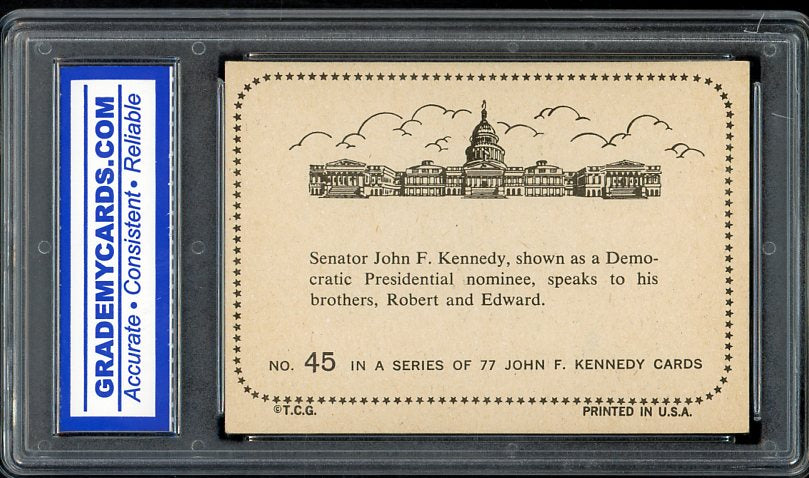 GRADEMYCARDS.COM
Accurate • Consistent • Reliable
Senator John F. Kennedy, shown as a Demo-
cratic Presidential nominee, speaks to his
brothers, Robert and Edward.
NO. 45 IN A SERIES OF 77 JOHN F. KENNEDY CARDS
©T.C.G. PRINTED IN U.S.A.